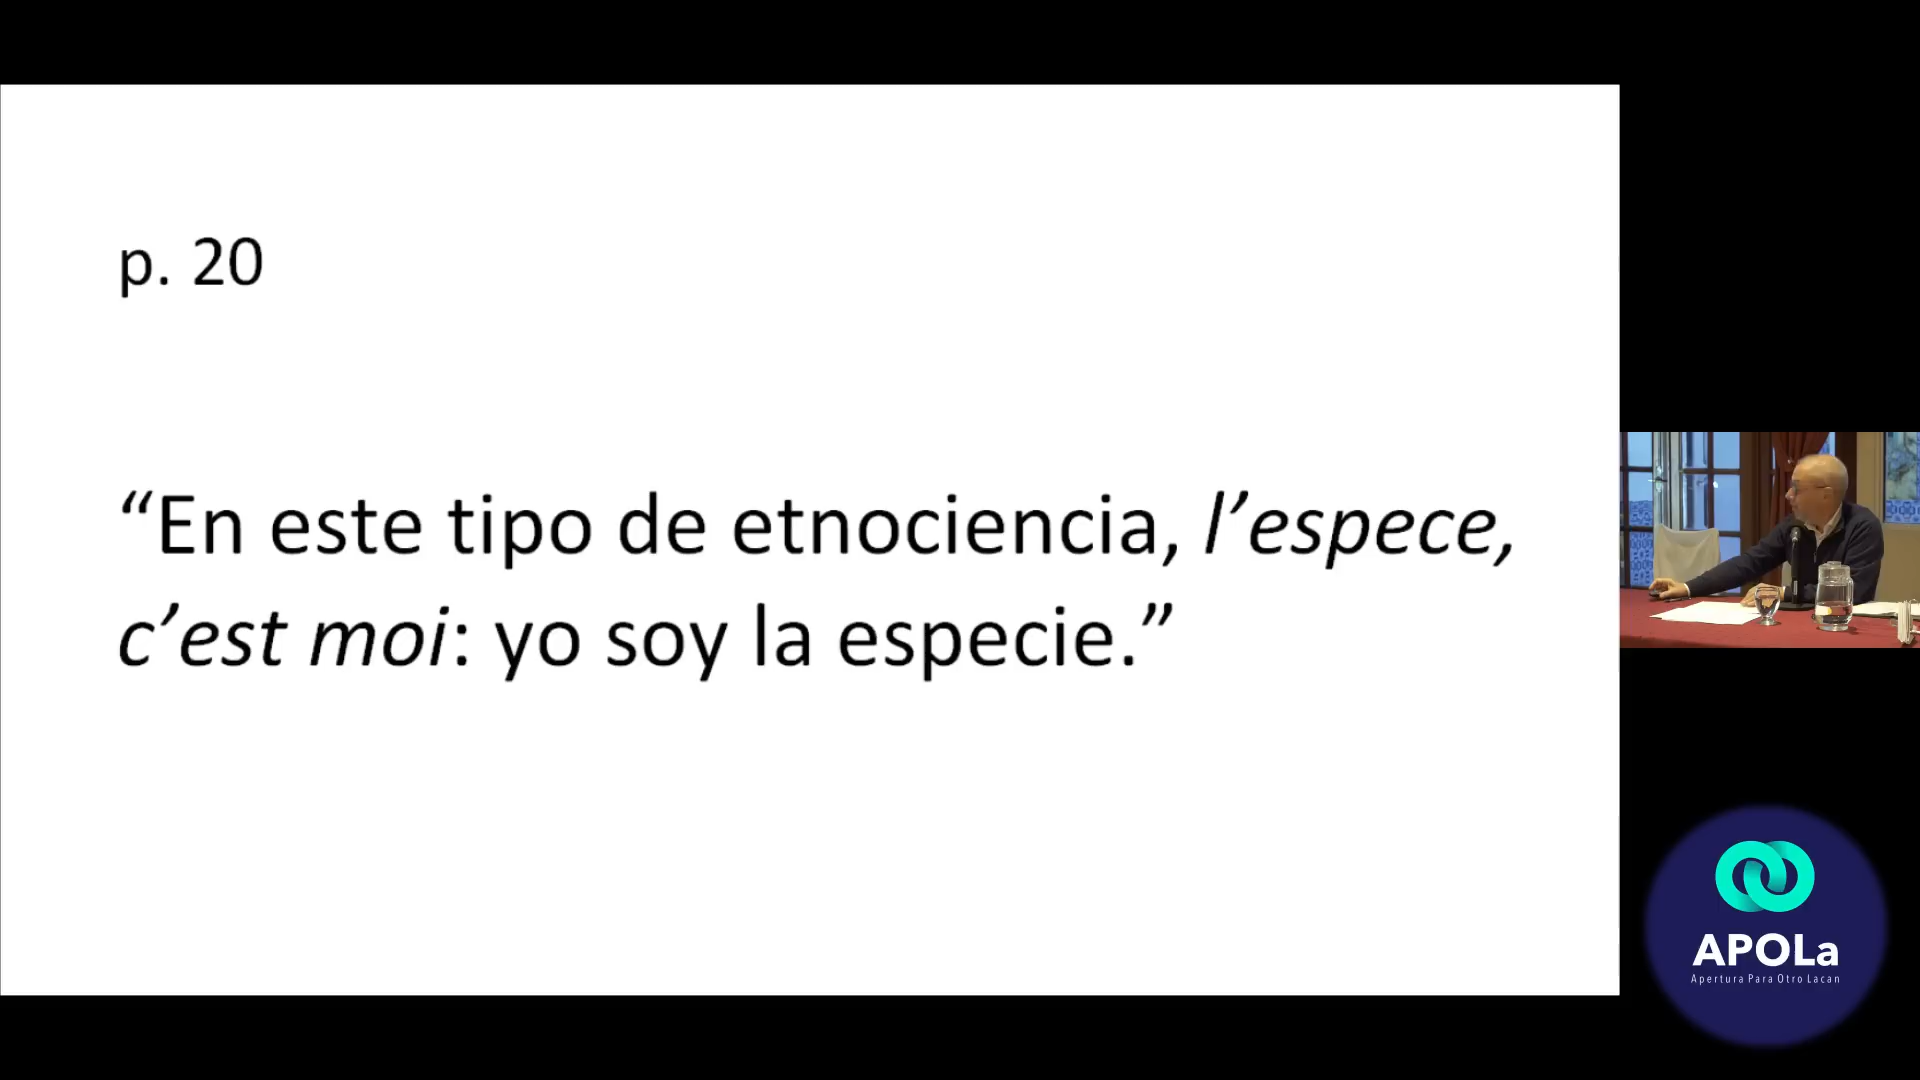 p. 20
“En este tipo de etnociencia, l’espece,
c’est moi: yo soy la especie.”
APOLa
Apertura Para Otro Lacan